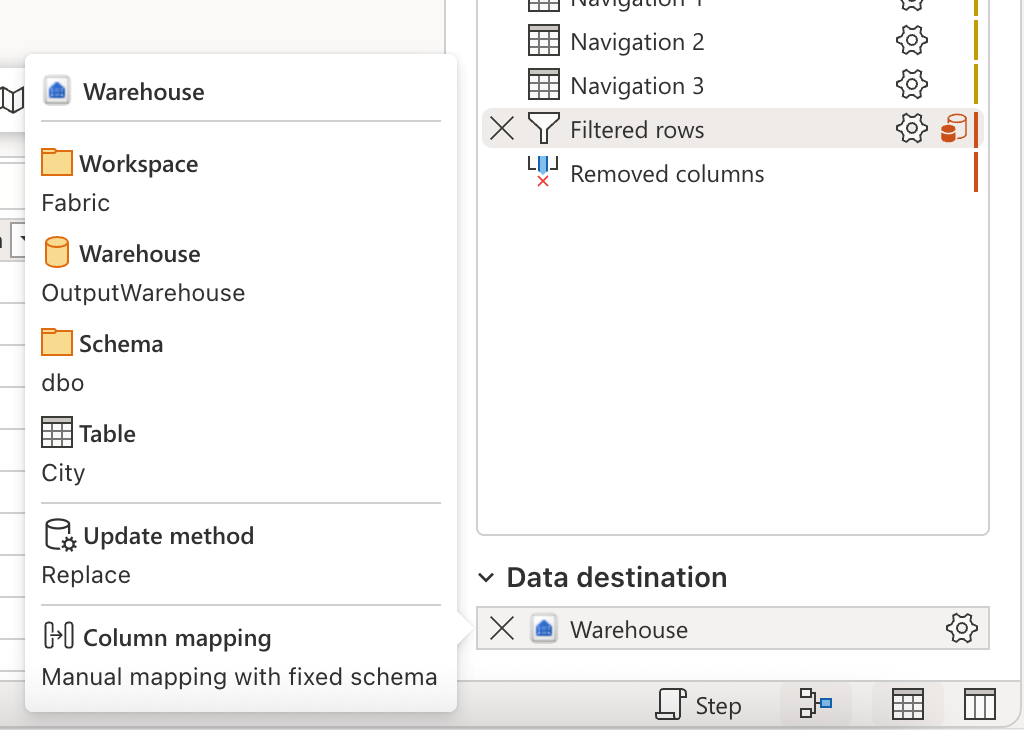 Navigation 1
Navigation 2
Navigation 3
Filtered rows
Removed columns
Warehouse
Workspace
Fabric
Warehouse
OutputWarehouse
Schema
dbo
Table
City
Update method
Replace
Column mapping
Manual mapping with fixed schema
Data destination
Warehouse
Step